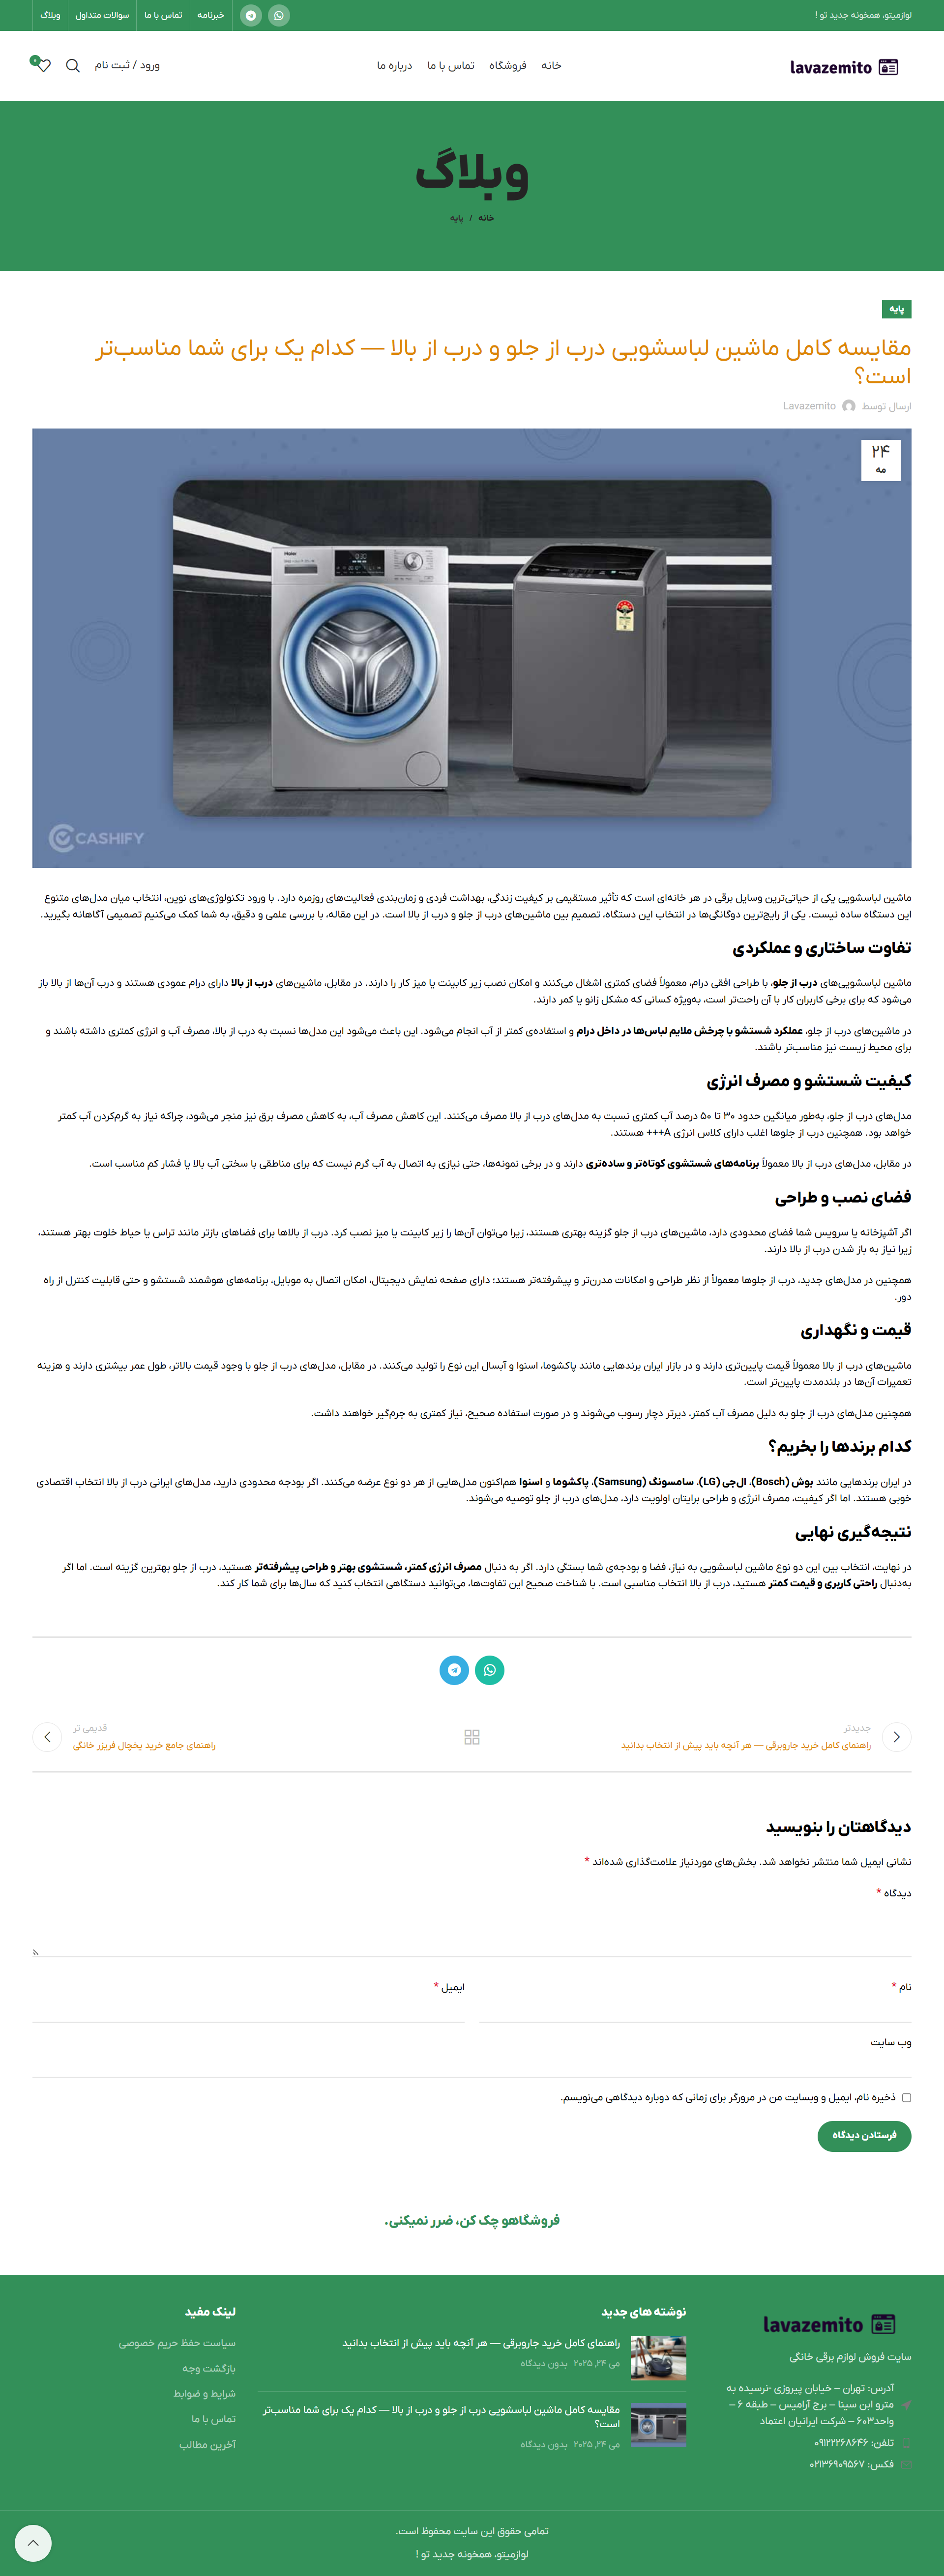 لوازمیتو، همخونه جدید تو !
خبرنامه
تماس با ما
سوالات متداول
وبلاگ
lavazemito
خانه
فروشگاه
تماس با ما
درباره ما
ورود / ثبت نام
۰
وبلاگ
خانه / پایه
پایه
مقایسه کامل ماشین لباسشویی درب از جلو و درب از بالا — کدام یک برای شما مناسب‌تر
است؟
ارسال توسط Lavazemito
۲۴
مه
Haier
CASHIFY
ماشین لباسشویی یکی از حیاتی‌ترین وسایل برقی در هر خانه‌ای است که تأثیر مستقیمی بر کیفیت زندگی، بهداشت فردی و زمان‌بندی فعالیت‌های روزمره دارد. با ورود تکنولوژی‌های نوین، انتخاب میان مدل‌های متنوع
این دستگاه ساده نیست. یکی از رایج‌ترین دوگانگی‌ها در انتخاب این دستگاه، تصمیم بین ماشین‌های درب از جلو و درب از بالا است. در این مقاله، با بررسی علمی و دقیق، به شما کمک می‌کنیم تصمیمی آگاهانه بگیرید.
تفاوت ساختاری و عملکردی
ماشین لباسشویی‌های درب از جلو، با طراحی افقی درام، معمولاً فضای کمتری اشغال می‌کنند و امکان نصب زیر کابینت یا میز کار را دارند. در مقابل، ماشین‌های درب از بالا دارای درام عمودی هستند و درب آن‌ها از بالا باز
می‌شود که برای برخی کاربران کار با آن راحت‌تر است، به‌ویژه کسانی که مشکل زانو یا کمر دارند.
در ماشین‌های درب از جلو، عملکرد شستشو با چرخش ملایم لباس‌ها در داخل درام و استفاده‌ی کمتر از آب انجام می‌شود. این باعث می‌شود این مدل‌ها نسبت به درب از بالا، مصرف آب و انرژی کمتری داشته باشند و
برای محیط زیست نیز مناسب‌تر باشند.
کیفیت شستشو و مصرف انرژی
مدل‌های درب از جلو، به‌طور میانگین حدود ۳۰ تا ۵۰ درصد آب کمتری نسبت به مدل‌های درب از بالا مصرف می‌کنند. این کاهش مصرف آب، به کاهش مصرف برق نیز منجر می‌شود، چراکه نیاز به گرم‌کردن آب کمتر
خواهد بود. همچنین درب از جلوها اغلب دارای کلاس انرژی A+++ هستند.
در مقابل، مدل‌های درب از بالا معمولاً برنامه‌های شستشوی کوتاه‌تر و ساده‌تری دارند و در برخی نمونه‌ها، حتی نیازی به اتصال به آب گرم نیست که برای مناطقی با سختی آب بالا یا فشار کم مناسب است.
فضای نصب و طراحی
اگر آشپزخانه یا سرویس شما فضای محدودی دارد، ماشین‌های درب از جلو گزینه بهتری هستند، زیرا می‌توان آن‌ها را زیر کابینت یا میز نصب کرد. درب از بالاها برای فضاهای بازتر مانند تراس یا حیاط خلوت بهتر هستند،
زیرا نیاز به باز شدن درب از بالا دارند.
همچنین در مدل‌های جدید، درب از جلوها معمولاً از نظر طراحی و امکانات مدرن‌تر و پیشرفته‌تر هستند؛ دارای صفحه نمایش دیجیتال، امکان اتصال به موبایل، برنامه‌های هوشمند شستشو و حتی قابلیت کنترل از راه
دور.
قیمت و نگهداری
ماشین‌های درب از بالا معمولاً قیمت پایین‌تری دارند و در بازار ایران برندهایی مانند پاکشوما، اسنوا و آبسال این نوع را تولید می‌کنند. در مقابل، مدل‌های درب از جلو با وجود قیمت بالاتر، طول عمر بیشتری دارند و هزینه
تعمیرات آن‌ها در بلندمدت پایین‌تر است.
همچنین مدل‌های درب از جلو به دلیل مصرف آب کمتر، دیرتر دچار رسوب می‌شوند و در صورت استفاده صحیح، نیاز کمتری به جرم‌گیر خواهند داشت.
کدام برندها را بخریم؟
در ایران برندهایی مانند بوش (Bosch)، ال‌جی (LG)، سامسونگ (Samsung)، پاکشوما و اسنوا هم‌اکنون مدل‌هایی از هر دو نوع عرضه می‌کنند. اگر بودجه محدودی دارید، مدل‌های ایرانی درب از بالا انتخاب اقتصادی
خوبی هستند. اما اگر کیفیت، مصرف انرژی و طراحی برایتان اولویت دارد، مدل‌های درب از جلو توصیه می‌شوند.
نتیجه‌گیری نهایی
در نهایت، انتخاب بین این دو نوع ماشین لباسشویی به نیاز، فضا و بودجه‌ی شما بستگی دارد. اگر به دنبال مصرف انرژی کمتر، شستشوی بهتر و طراحی پیشرفته‌تر هستید، درب از جلو بهترین گزینه است. اما اگر
به‌دنبال راحتی کاربری و قیمت کمتر هستید، درب از بالا انتخاب مناسبی است. با شناخت صحیح این تفاوت‌ها، می‌توانید دستگاهی انتخاب کنید که سال‌ها برای شما کار کند.
جدیدتر
راهنمای کامل خرید جاروبرقی — هر آنچه باید پیش از انتخاب بدانید
قدیمی تر
راهنمای جامع خرید یخچال فریزر خانگی
دیدگاهتان را بنویسید
نشانی ایمیل شما منتشر نخواهد شد. بخش‌های موردنیاز علامت‌گذاری شده‌اند *
دیدگاه *
نام *
ایمیل *
وب‌ سایت
ذخیره نام، ایمیل و وبسایت من در مرورگر برای زمانی که دوباره دیدگاهی می‌نویسم.
فرستادن دیدگاه
فروشگاهو چک کن، ضرر نمیکنی.
lavazemito
سایت فروش لوازم برقی خانگی
آدرس: تهران – خیابان پیروزی -نرسیده به
مترو ابن سینا – برج آرامیس – طبقه ۶ –
واحد۶۰۳ – شرکت ایرانیان اعتماد
تلفن: ۰۹۱۲۲۲۶۸۶۴۶
فکس: ۰۲۱۳۶۹۰۹۵۶۷
نوشته های جدید
راهنمای کامل خرید جاروبرقی — هر آنچه باید پیش از انتخاب بدانید
می ۲۴, ۲۰۲۵ بدون دیدگاه
مقایسه کامل ماشین لباسشویی درب از جلو و درب از بالا — کدام یک برای شما مناسب‌تر
است؟
می ۲۴, ۲۰۲۵ بدون دیدگاه
لینک مفید
سیاست حفظ حریم خصوصی
بازگشت وجه
شرایط و ضوابط
تماس با ما
آخرین مطالب
تمامی حقوق این سایت محفوظ است.
لوازمیتو، همخونه جدید تو !